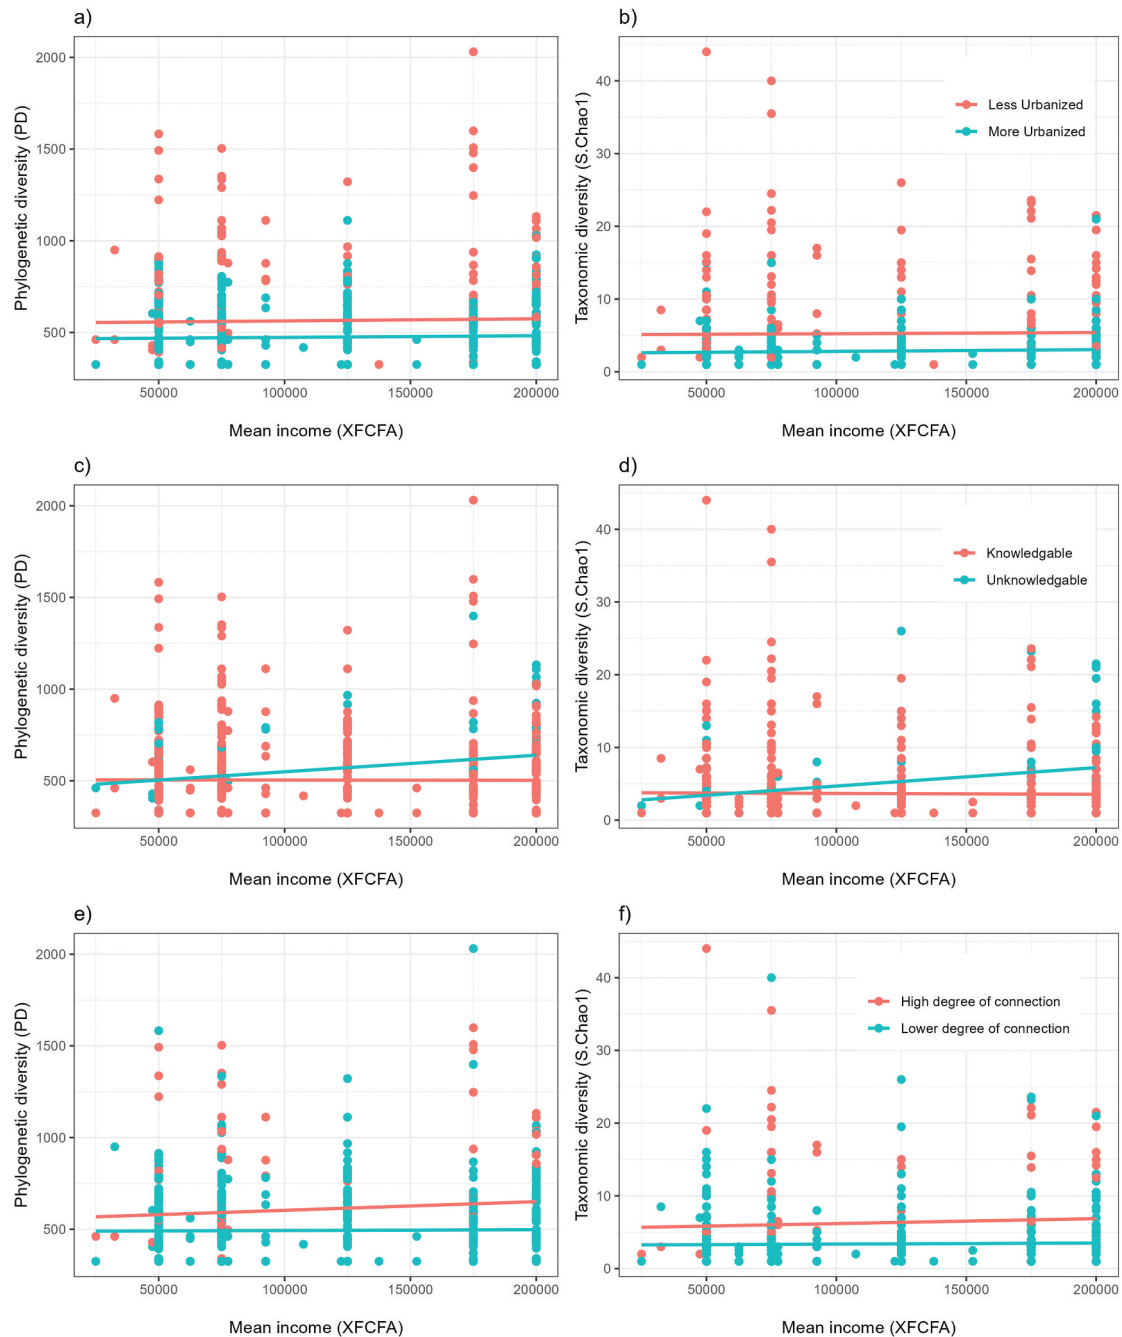 a)
Phylogenetic diversity (PD)
2000
1500
1000
500
50000 100000 150000 200000
Mean income (XFCFA)
b)
Taxonomic diversity (S.Chao1)
40
30
20
10
0
Less Urbanized
More Urbanized
50000 100000 150000 200000
Mean income (XFCFA)
c)
Phylogenetic diversity (PD)
2000
1500
1000
500
50000 100000 150000 200000
Mean income (XFCFA)
d)
Taxonomic diversity (S.Chao1)
40
30
20
10
0
Knowledgable
Unknowledgable
50000 100000 150000 200000
Mean income (XFCFA)
e)
Phylogenetic diversity (PD)
2000
1500
1000
500
50000 100000 150000 200000
Mean income (XFCFA)
f)
Taxonomic diversity (S.Chao1)
40
30
20
10
0
High degree of connection
Lower degree of connection
50000 100000 150000 200000
Mean income (XFCFA)